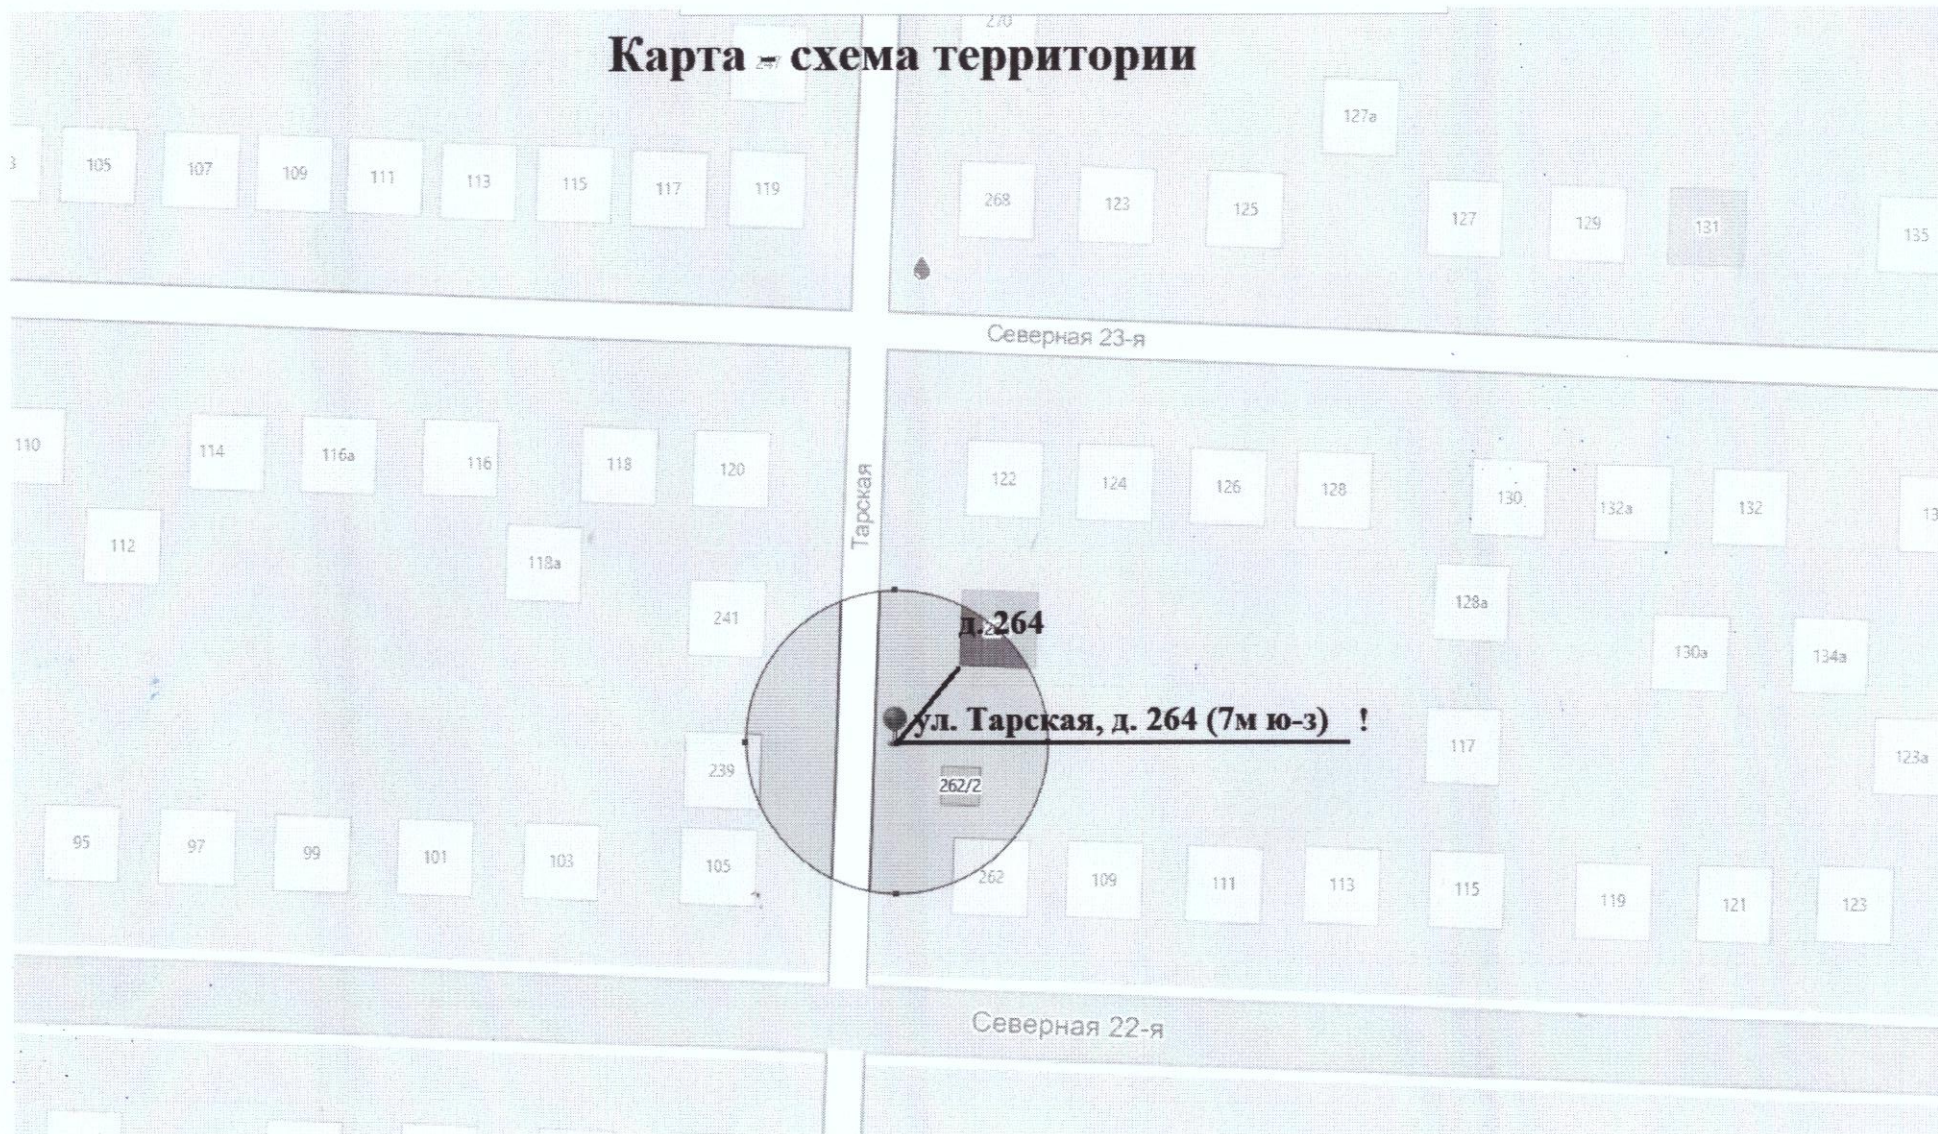 270
Карта - схема территории
247
127а
105 107 109 111 113 115 117 119
268 123 125 127 129 131 135
Северная 23-я
110 114 116а 116 118 120
Тарская
122 124 126 128 130 132а 132
112 118а 241
128а
д. 264
130а 134а
ул. Тарская, д. 264 (7м ю-з) !
239
262/2
117 123а
95 97 99 101 103 105
262 109 111 113 115 119 121 123
Северная 22-я